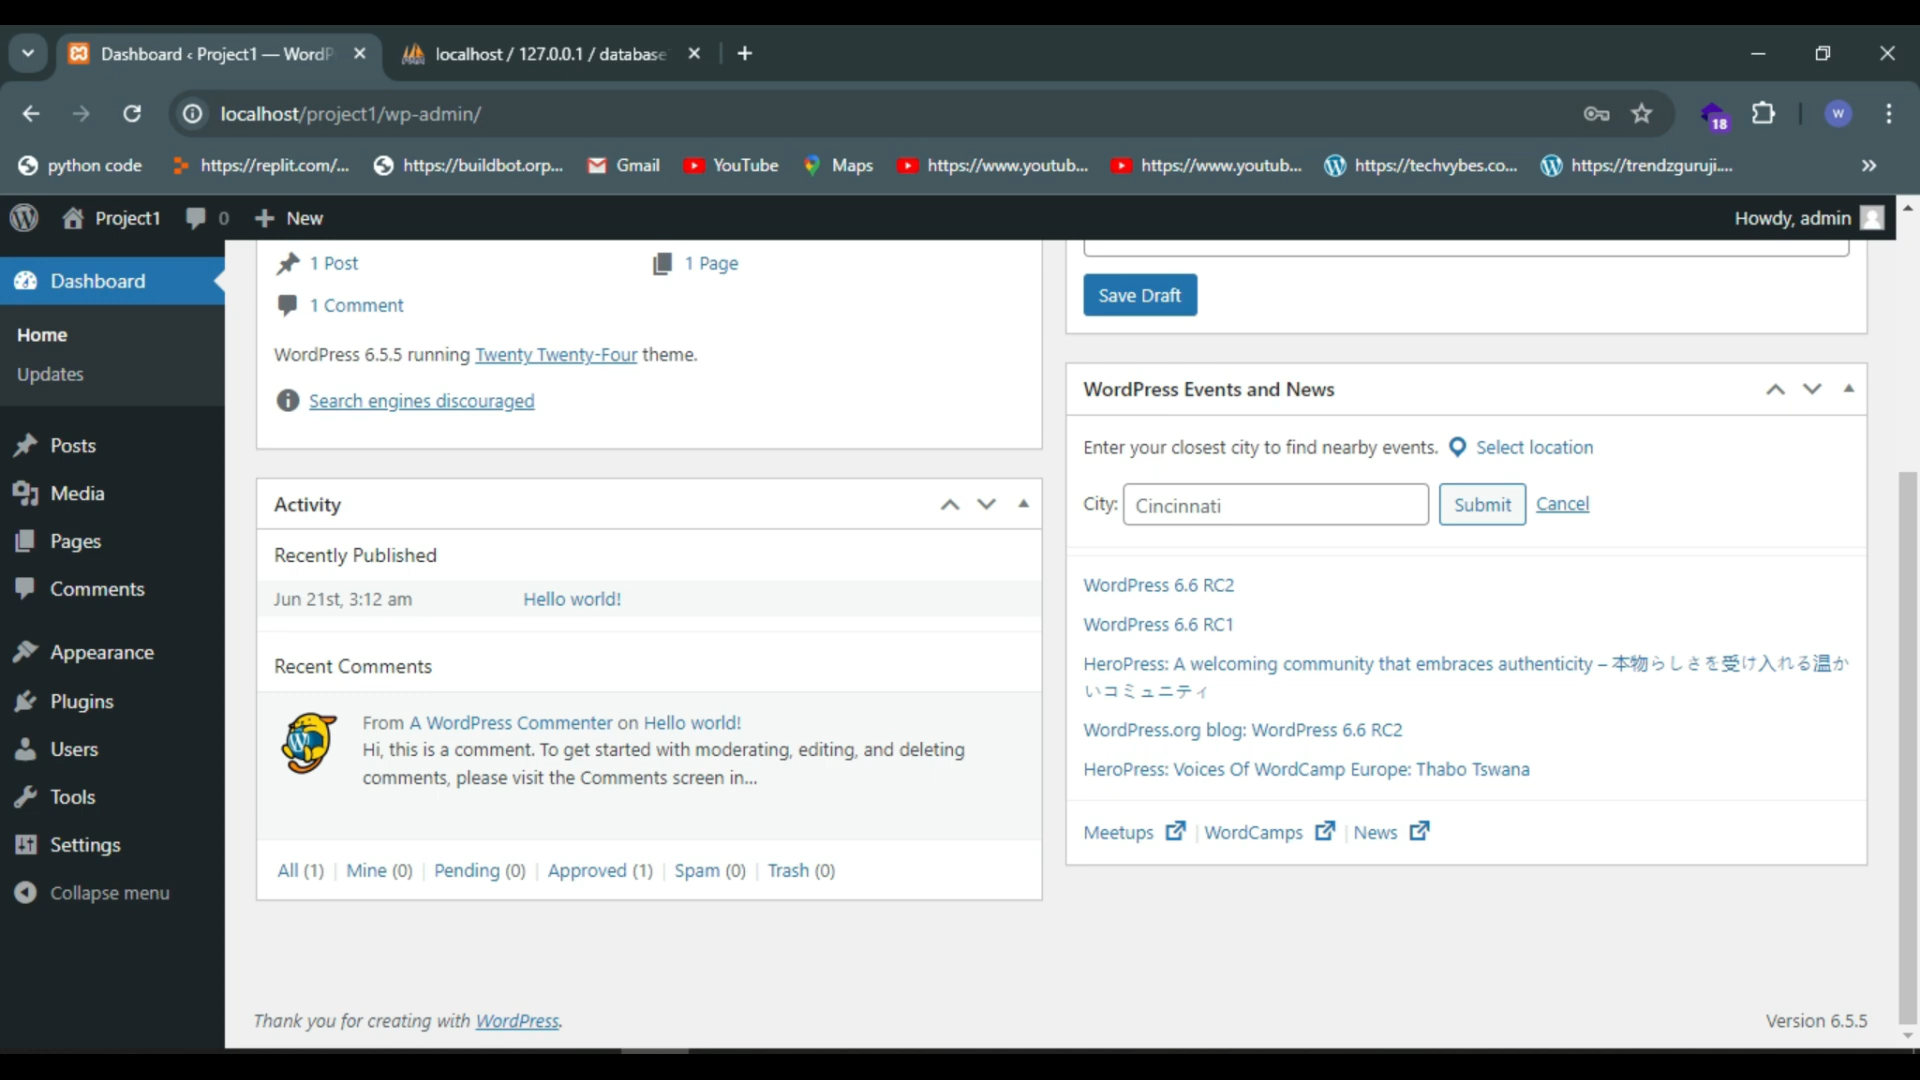 Dashboard ‹ Project1 — WordP
localhost / 127.0.0.1 / database
localhost/project1/wp-admin/
18
W
python code
https://replit.com/...
https://buildbot.orp...
Gmail
YouTube
Maps
https://www.youtub...
https://www.youtub...
https://techvybes.co...
https://trendzguruji....
Project1
0
New
Howdy, admin
Dashboard
Home
Updates
Posts
Media
Pages
Comments
Appearance
Plugins
Users
Tools
Settings
Collapse menu
1 Post
1 Page
1 Comment
WordPress 6.5.5 running Twenty Twenty-Four theme.
Search engines discouraged
Activity
Recently Published
Jun 21st, 3:12 am
Hello world!
Recent Comments
From A WordPress Commenter on Hello world!
Hi, this is a comment. To get started with moderating, editing, and deleting
comments, please visit the Comments screen in...
All (1) | Mine (0) | Pending (0) | Approved (1) | Spam (0) | Trash (0)
Save Draft
WordPress Events and News
Enter your closest city to find nearby events. Select location
City: Cincinnati Submit Cancel
WordPress 6.6 RC2
WordPress 6.6 RC1
HeroPress: A welcoming community that embraces authenticity – 本物らしさを受け入れる温か
いコミュニティ
WordPress.org blog: WordPress 6.6 RC2
HeroPress: Voices Of WordCamp Europe: Thabo Tswana
Meetups | WordCamps | News
Thank you for creating with WordPress.
Version 6.5.5